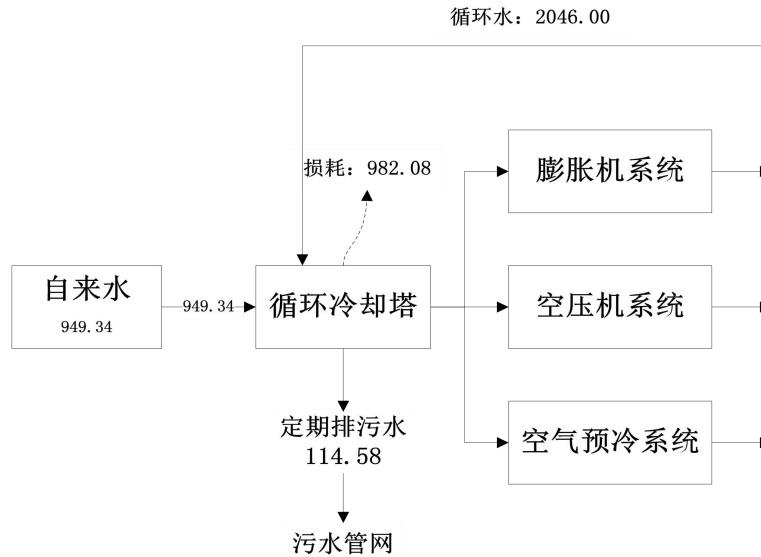 循环水：2046.00
损耗：982.08
膨胀机系统
自来水
949.34
949.34
循环冷却塔
空压机系统
定期排污水
114.58
空气预冷系统
污水管网